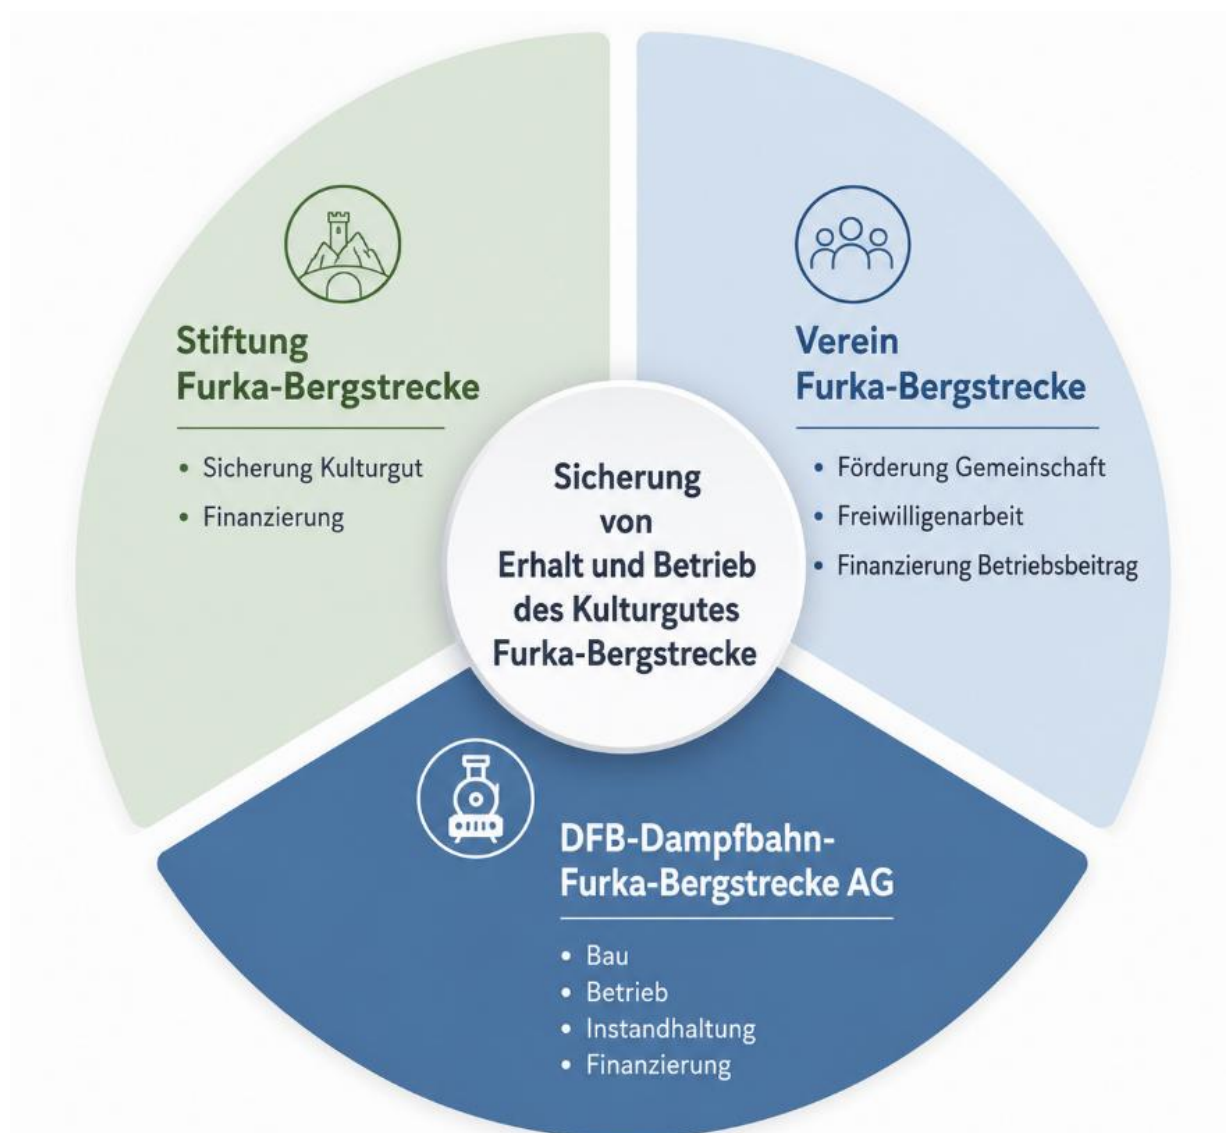 Stiftung
Furka-Bergstrecke
• Sicherung Kulturgut
• Finanzierung
Verein
Furka-Bergstrecke
• Förderung Gemeinschaft
• Freiwilligenarbeit
• Finanzierung Betriebsbeitrag
Sicherung
von
Erhalt und Betrieb
des Kulturgutes
Furka-Bergstrecke
DFB-Dampfbahn-
Furka-Bergstrecke AG
• Bau
• Betrieb
• Instandhaltung
• Finanzierung